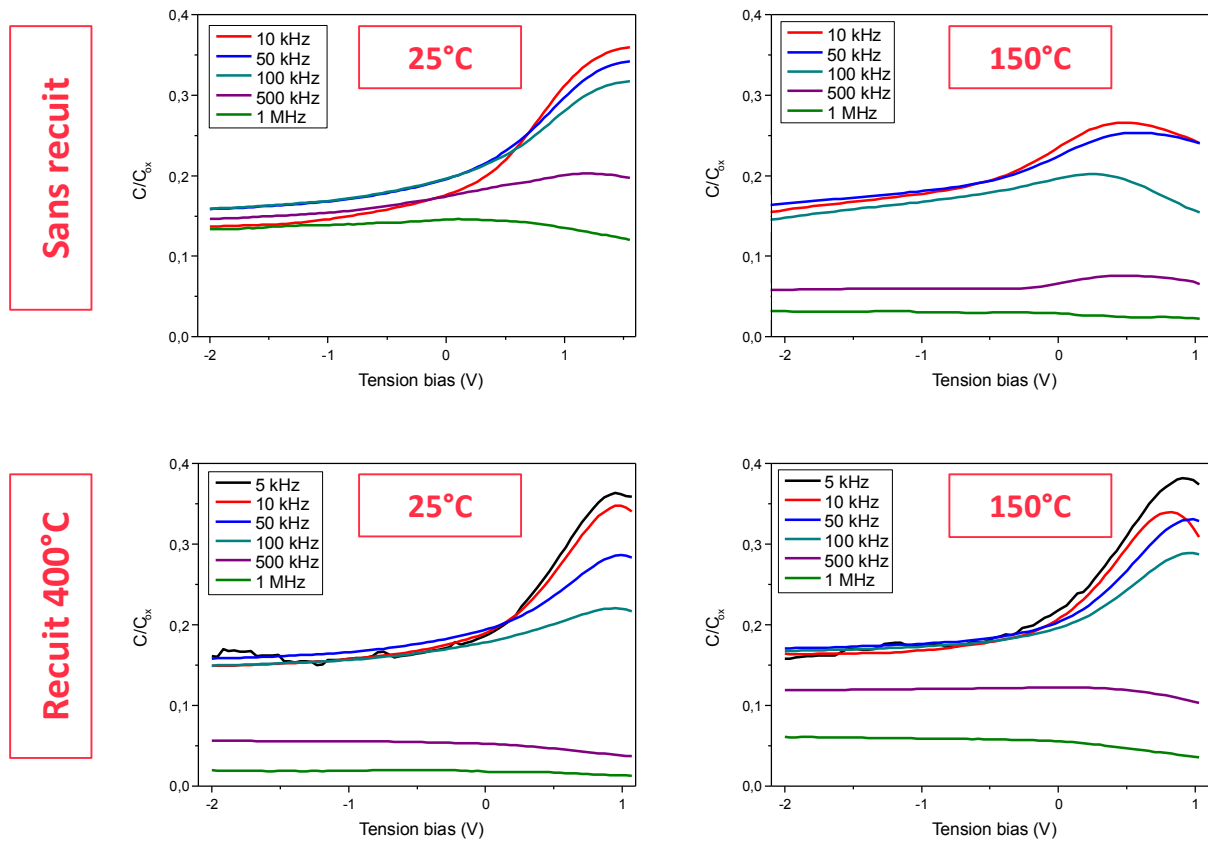 Sans recuit
0,4
0,3
0,2
0,1
0,0
C/Cox
10 kHz
50 kHz
100 kHz
500 kHz
1 MHz
25°C
-2
-1
0
1
Tension bias (V)
0,4
0,3
0,2
0,1
0,0
C/Cox
10 kHz
50 kHz
100 kHz
500 kHz
1 MHz
150°C
-2
-1
0
1
Tension bias (V)
Recuit 400°C
0,4
0,3
0,2
0,1
0,0
C/Cox
5 kHz
10 kHz
50 kHz
100 kHz
500 kHz
1 MHz
25°C
-2
-1
0
1
Tension bias (V)
0,4
0,3
0,2
0,1
0,0
C/Cox
5 kHz
10 kHz
50 kHz
100 kHz
500 kHz
1 MHz
150°C
-2
-1
0
1
Tension bias (V)